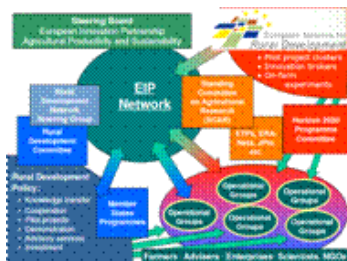 Steering Board
European Innovation Partnership
Agricultural Productivity and Sustainability
Rural Development
• Pilot project clusters
• Innovation brokers
• On-farm
experiments
EIP
Network
Rural
Development
Network
Steering Group
Standing
Committee
on Agricultural
Research
(SCAR)
Rural
Development
Committee
ETPs, ERA-
Nets, JPIs,
etc.
Horizon 2020
Programme
Committee
Rural Development
Policy:
• Knowledge transfer
• Cooperation
• Pilot projects
• Demonstration
• Advisory services
• Investment
Member
States
Programmes
Operational
Groups
Operational
Groups
Operational
Groups
Operational
Groups
Operational
Groups
Farmers Advisers Enterprises Scientists, NGOs